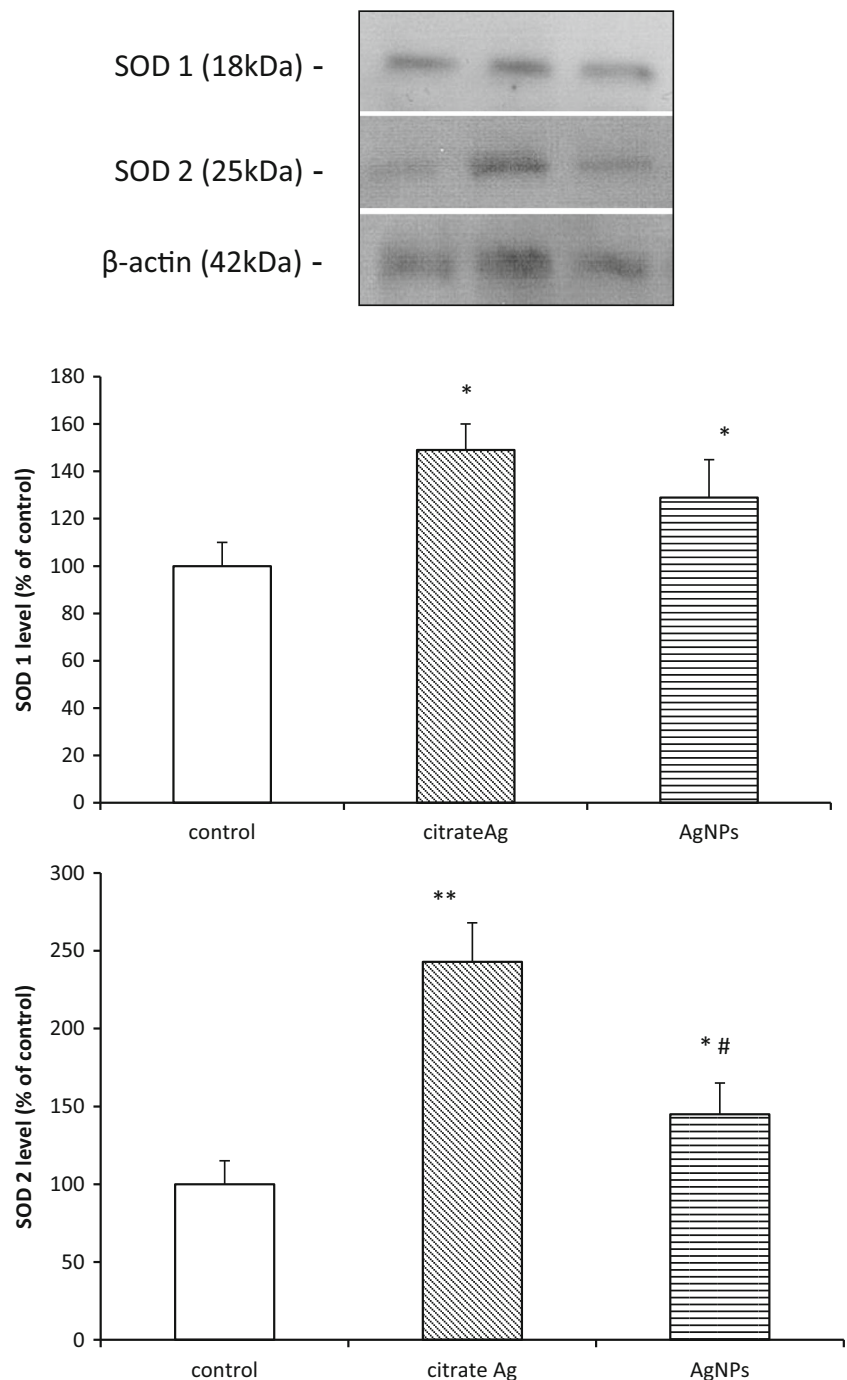 SOD 1 (18kDa) -
SOD 2 (25kDa) -
β-actin (42kDa) -
SOD 1 level (% of control)
180
160
140
120
100
80
60
40
20
0
*
*
control
citrateAg
AgNPs
SOD 2 level (% of control)
300
250
200
150
100
50
0
**
* #
control
citrate Ag
AgNPs